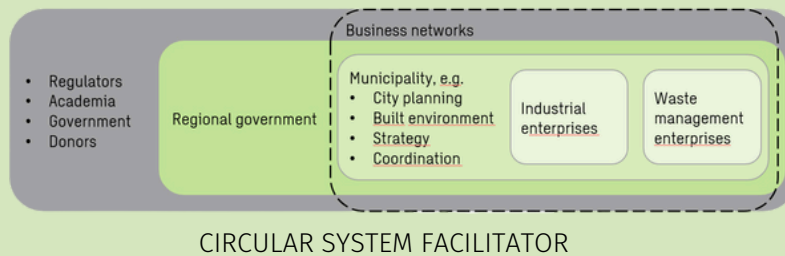 Business networks
• Regulators
• Academia
• Government
• Donors
Regional government
Municipality, e.g.
• City planning
• Built environment
• Strategy
• Coordination
Industrial
enterprises
Waste
management
enterprises
CIRCULAR SYSTEM FACILITATOR